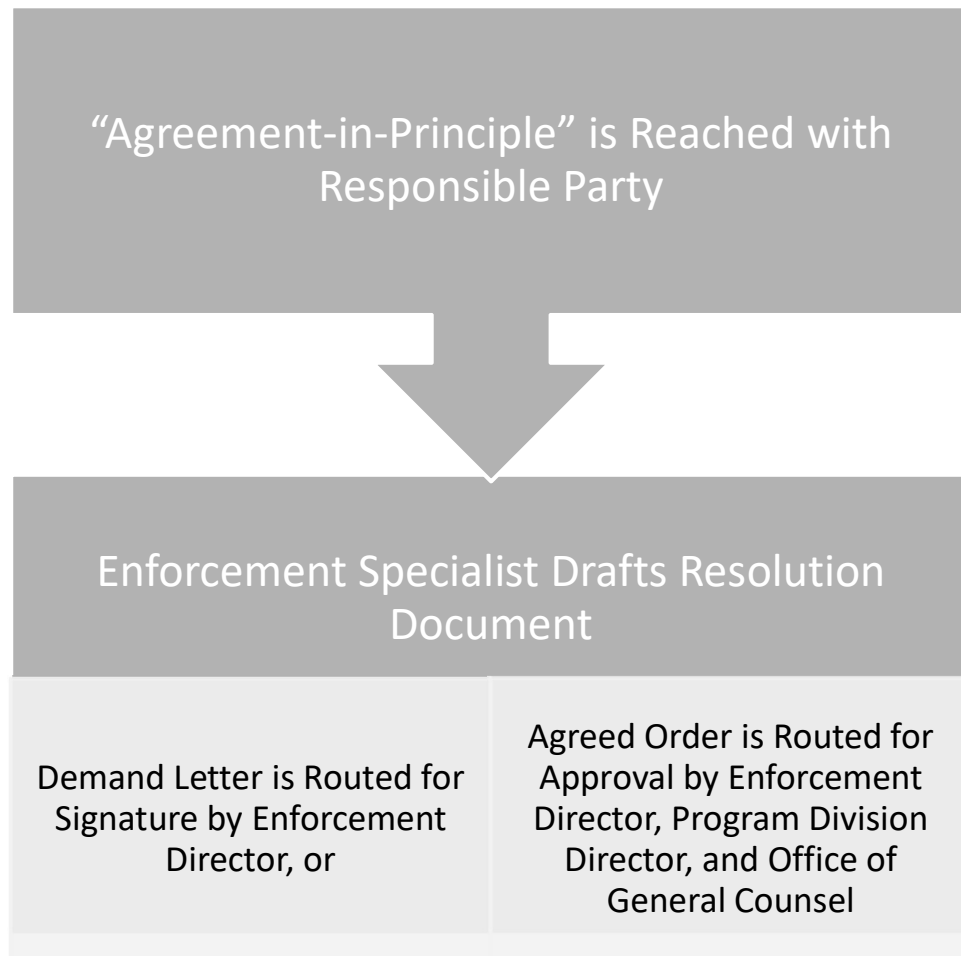 “Agreement-in-Principle” is Reached with
Responsible Party
Enforcement Specialist Drafts Resolution
Document
Demand Letter is Routed for
Signature by Enforcement
Director, or
Agreed Order is Routed for
Approval by Enforcement
Director, Program Division
Director, and Office of
General Counsel